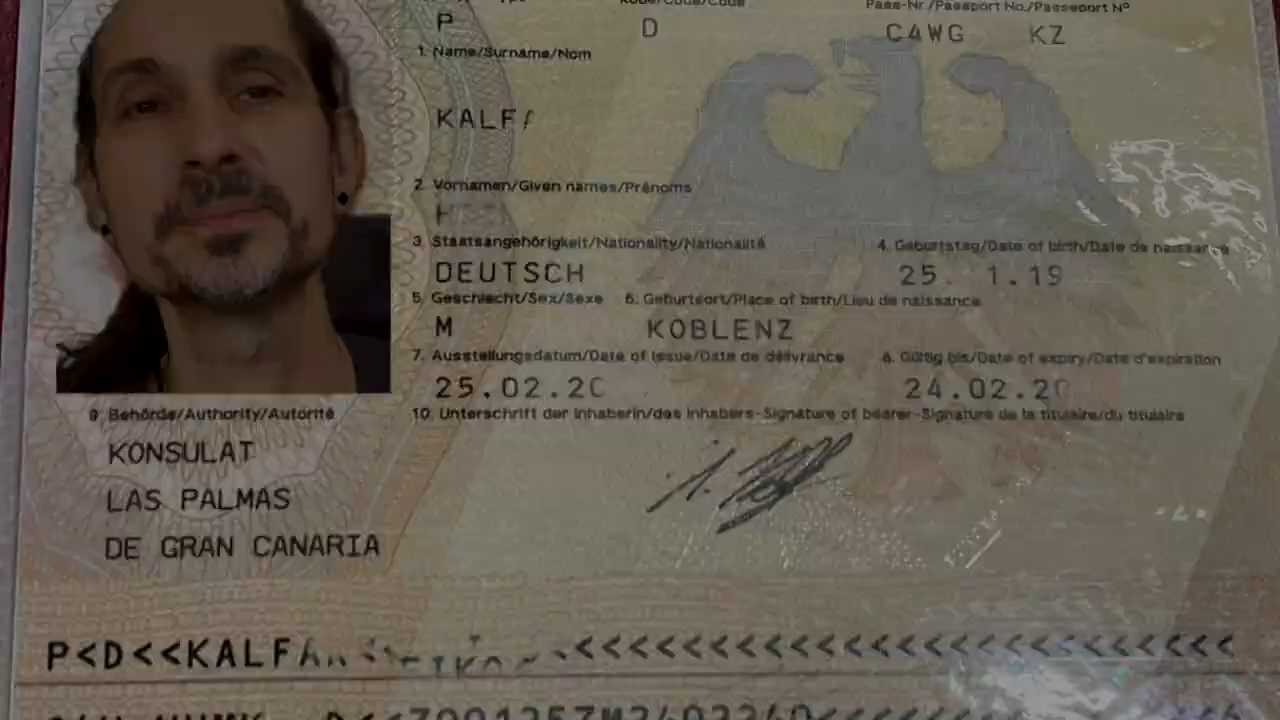 Pass-Nr./Passport No./Passeport N°
P D C4WG KZ
1. Name/Surname/Nom
KALF
2. Vornamen/Given names/Prénoms
3. Staatsangehörigkeit/Nationality/Nationalité 4. Geburtstag/Date of birth/Date de naissance
DEUTSCH 25. 1.19
5. Geschlecht/Sex/Sexe 6. Geburtsort/Place of birth/Lieu de naissance
M KOBLENZ
7. Ausstellungsdatum/Date of issue/Date de délivrance 8. Gültig bis/Date of expiry/Date d'expiration
25.02.20 24.02.20
9. Behörde/Authority/Autorité 10. Unterschrift der Inhaberin/des Inhabers-Signature of bearer-Signature de la titulaire/du titulaire
KONSULAT
LAS PALMAS
DE GRAN CANARIA
P<D<<KALF